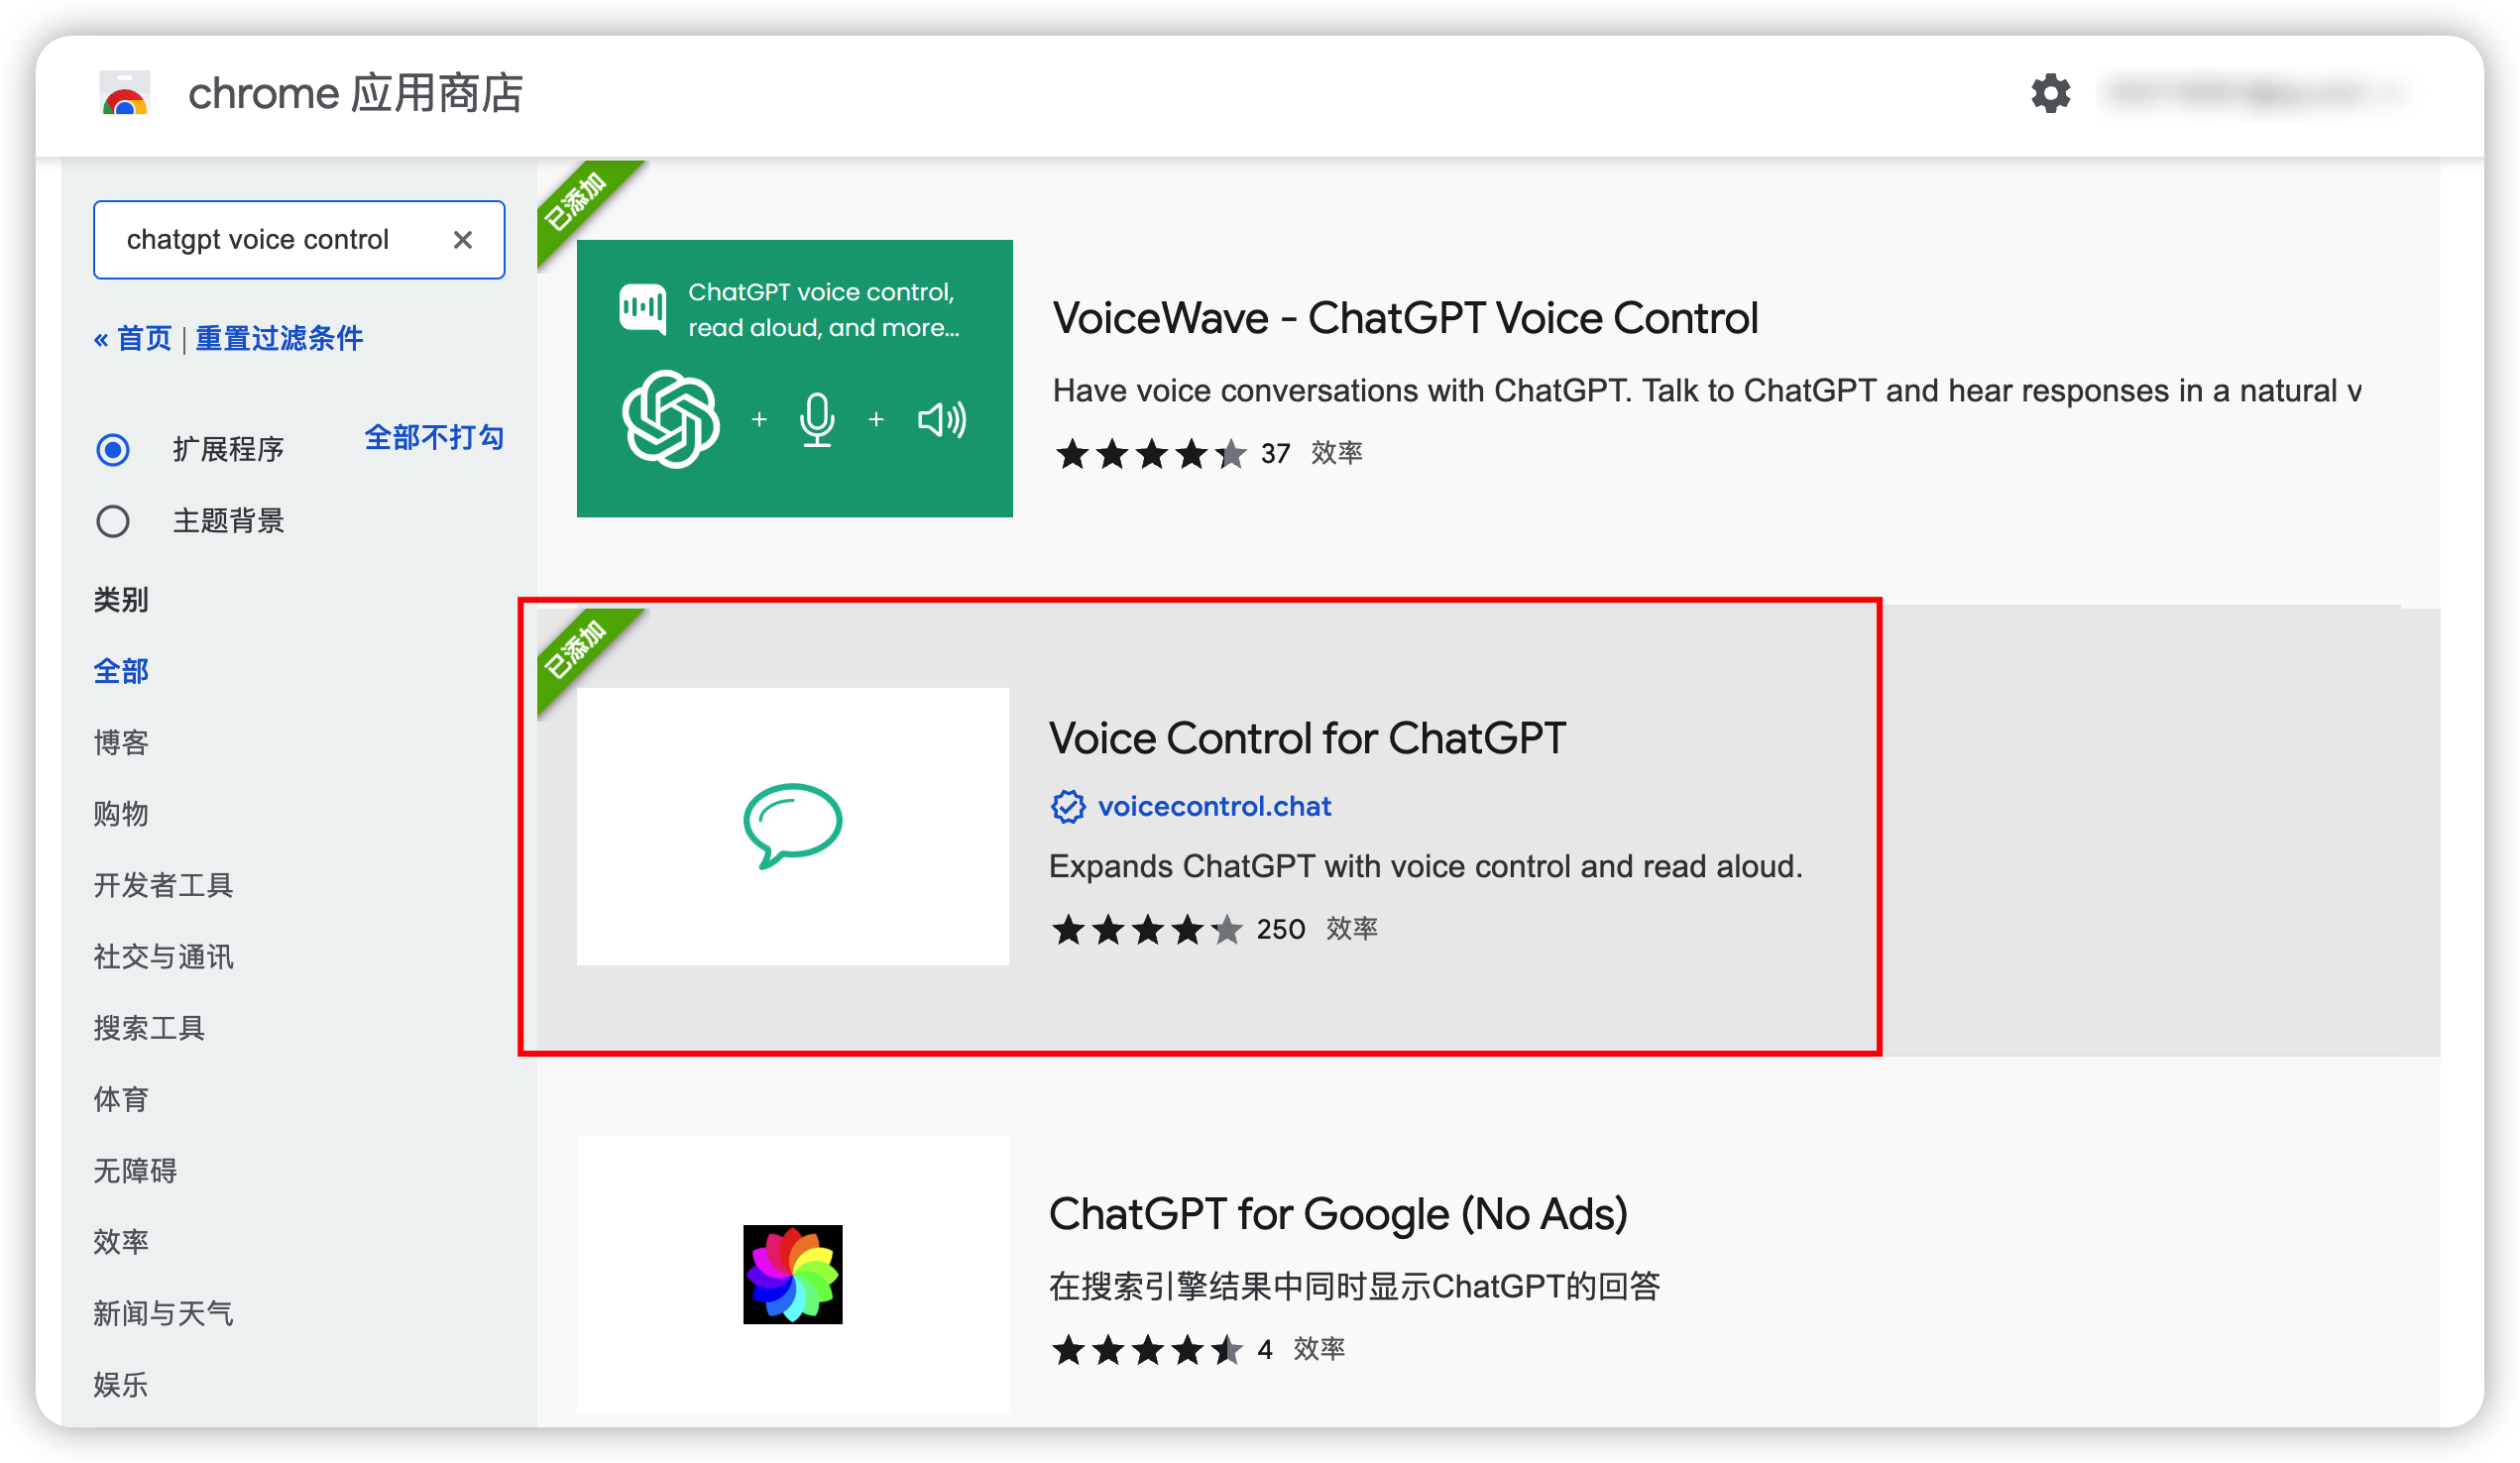 chrome 应用商店
chatgpt voice control
« 首页 | 重置过滤条件
扩展程序
全部不打勾
主题背景
类别
全部
博客
购物
开发者工具
社交与通讯
搜索工具
体育
无障碍
效率
新闻与天气
娱乐
已添加
ChatGPT voice control,
read aloud, and more...
VoiceWave - ChatGPT Voice Control
Have voice conversations with ChatGPT. Talk to ChatGPT and hear responses in a natural v
37 效率
已添加
Voice Control for ChatGPT
voicecontrol.chat
Expands ChatGPT with voice control and read aloud.
250 效率
ChatGPT for Google (No Ads)
在搜索引擎结果中同时显示ChatGPT的回答
4 效率